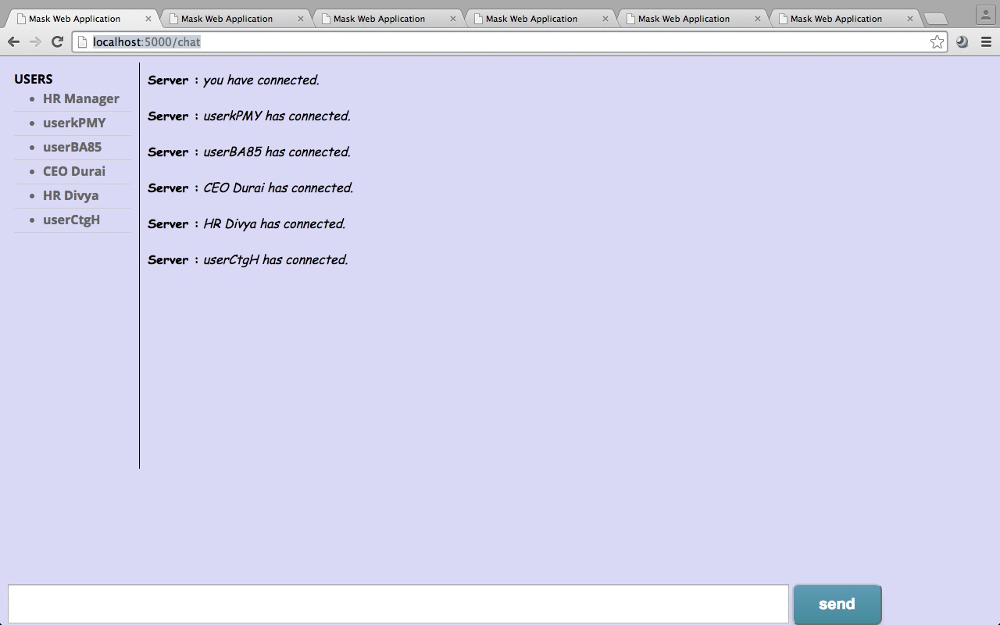 Mask Web Application
Mask Web Application
Mask Web Application
Mask Web Application
Mask Web Application
Mask Web Application
localhost:5000/chat
USERS
• HR Manager
• userkPMY
• userBA85
• CEO Durai
• HR Divya
• userCtgH
Server : you have connected.
Server : userkPMY has connected.
Server : userBA85 has connected.
Server : CEO Durai has connected.
Server : HR Divya has connected.
Server : userCtgH has connected.
send